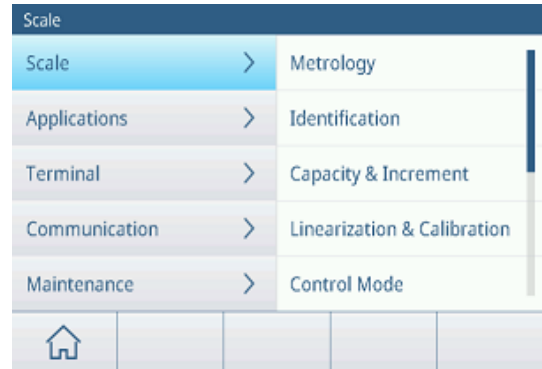 Scale
Scale
Applications
Terminal
Communication
Maintenance
Metrology
Identification
Capacity & Increment
Linearization & Calibration
Control Mode